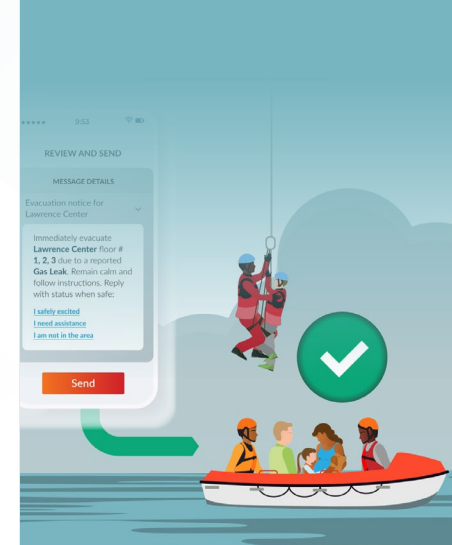 9:53
REVIEW AND SEND
MESSAGE DETAILS
Evacuation notice for
Lawrence Center
Immediately evacuate
Lawrence Center floor #
1, 2, 3 due to a reported
Gas Leak. Remain calm and
follow instructions. Reply
with status when safe:
I safely excited
I need assistance
I am not in the area
Send